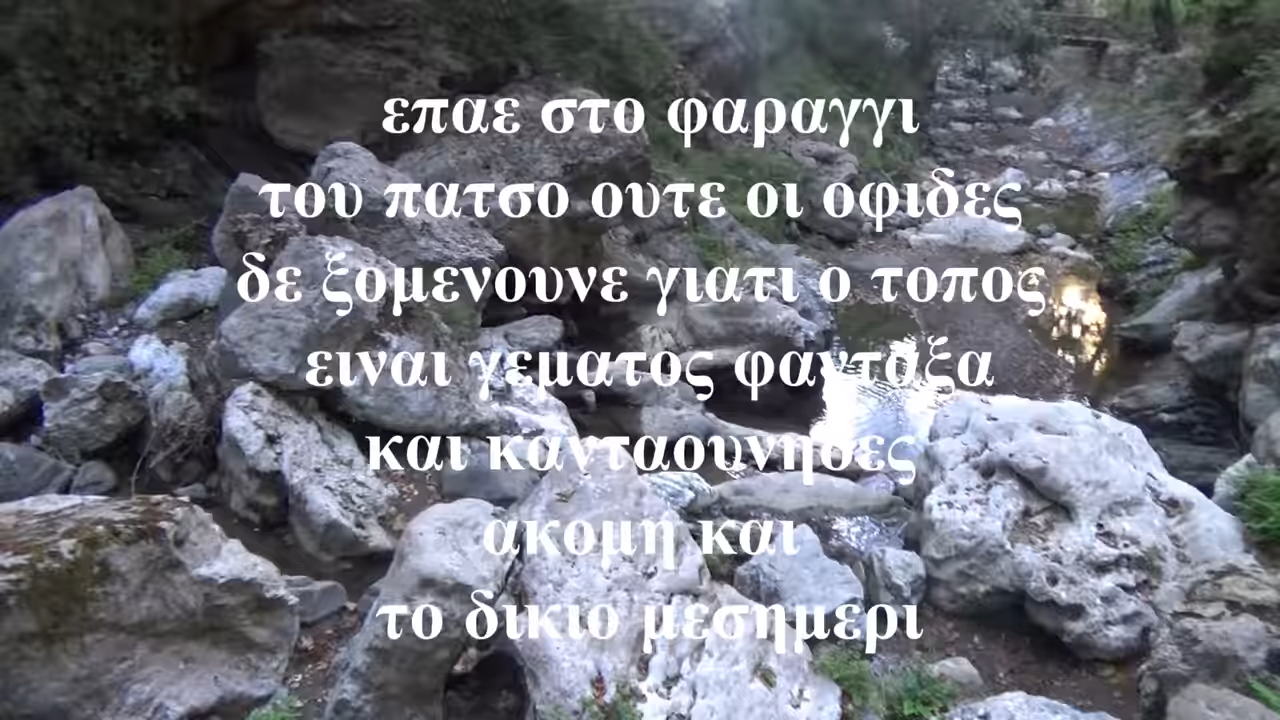 επαε στο φαραγγι
του πατσο ουτε οι οφιδες
δε ξομενουνε γιατι ο τοπος
ειναι γεματος φανταξα
και κανταουνηδες
ακομη και
το δικιο μεσημερι